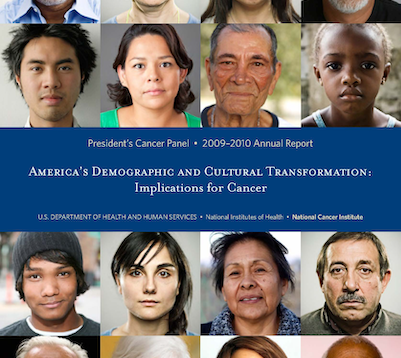 President's Cancer Panel • 2009–2010 Annual Report
America's Demographic and Cultural Transformation:
Implications for Cancer
U.S. DEPARTMENT OF HEALTH AND HUMAN SERVICES • National Institutes of Health • National Cancer Institute